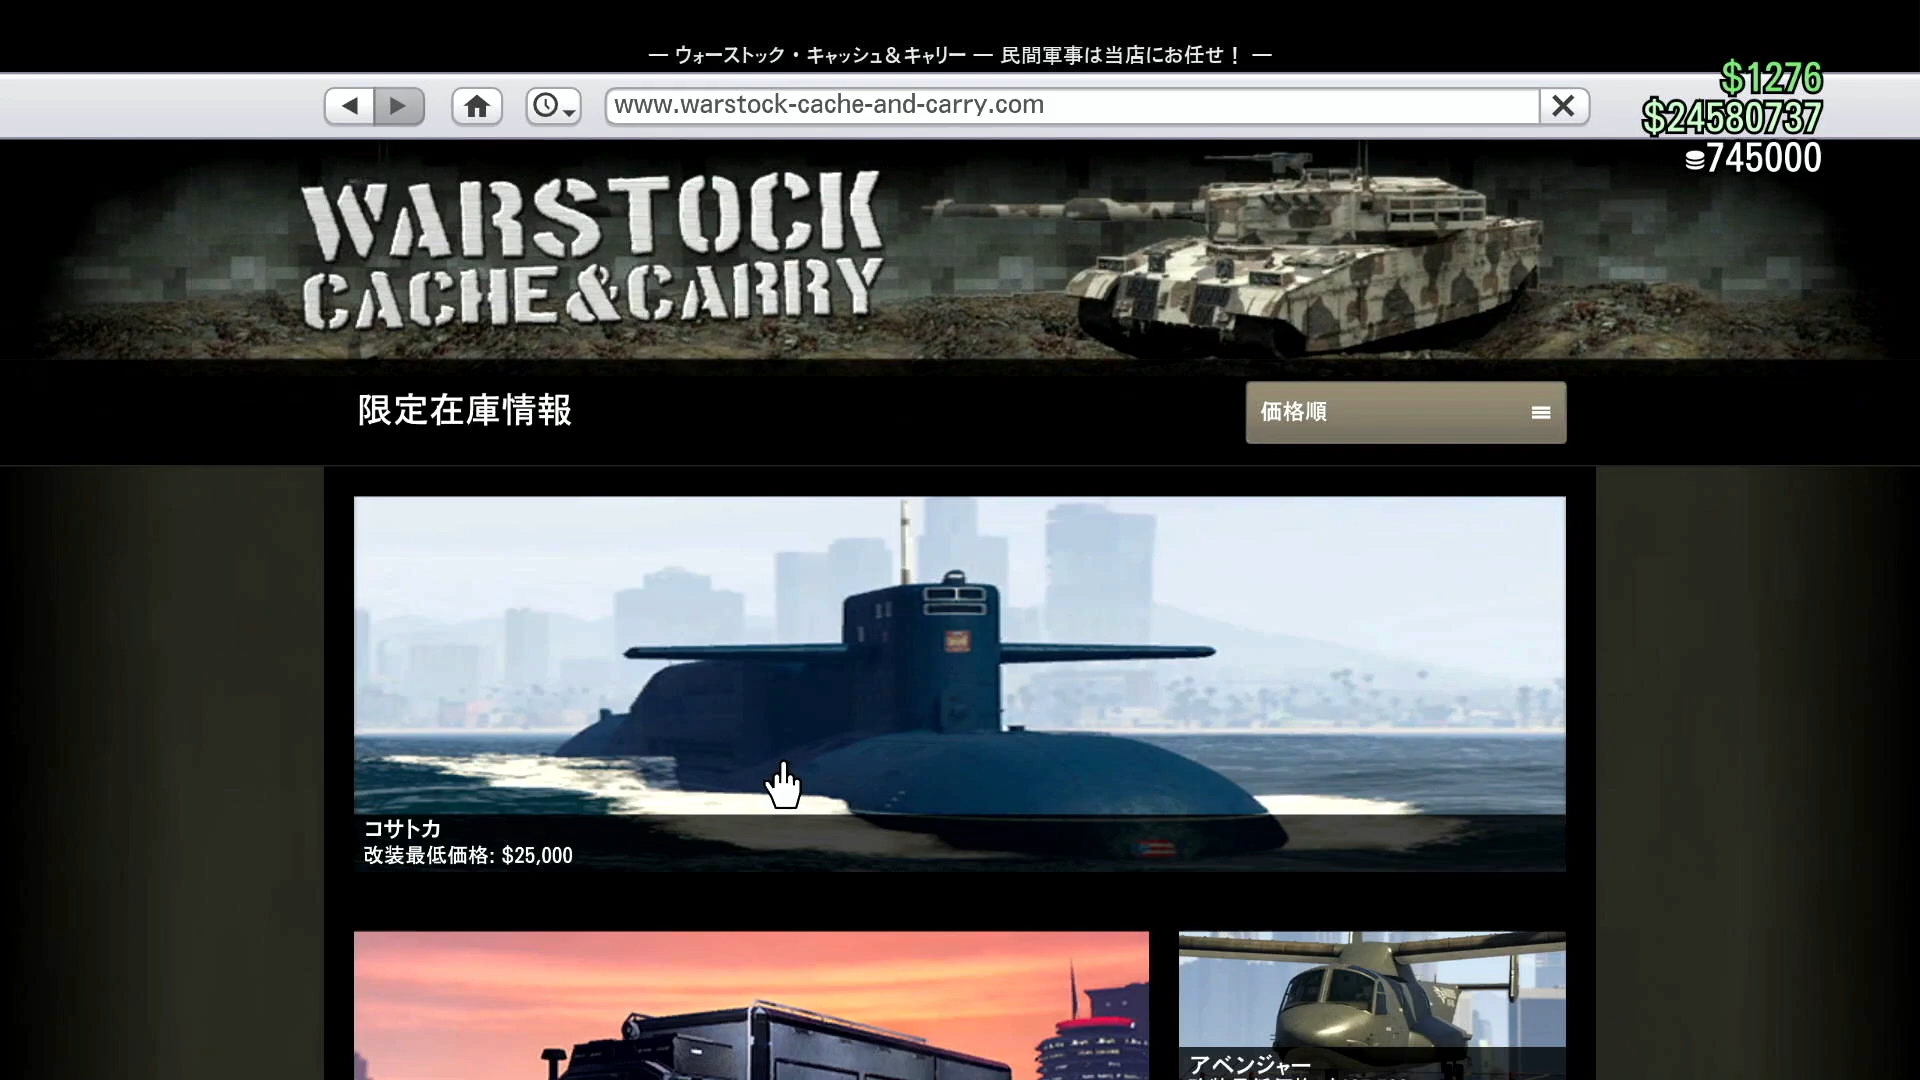 — ウォーストック・キャッシュ＆キャリー — 民間軍事は当店にお任せ！ —
www.warstock-cache-and-carry.com
$1276
$24580737
745000
WARSTOCK
CACHE&CARRY
限定在庫情報
価格順
コサトカ
改装最低価格: $25,000
アベンジャー